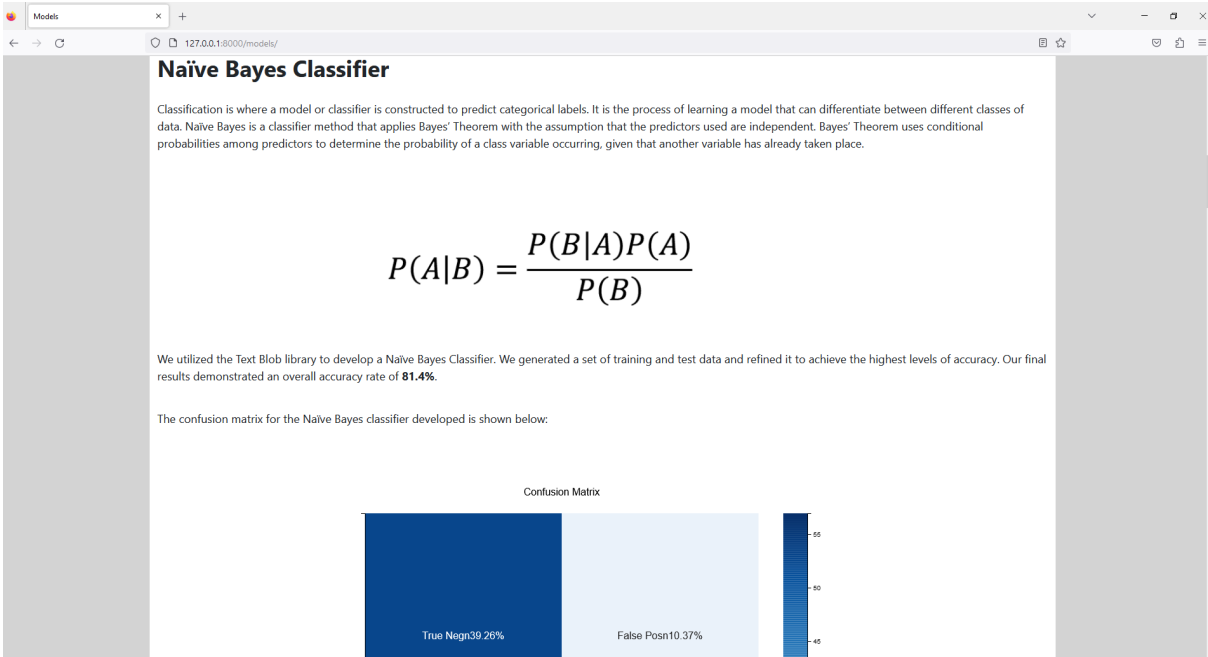 Models
127.0.0.1:8000/models/
Naïve Bayes Classifier
Classification is where a model or classifier is constructed to predict categorical labels. It is the process of learning a model that can differentiate between different classes of
data. Naïve Bayes is a classifier method that applies Bayes' Theorem with the assumption that the predictors used are independent. Bayes' Theorem uses conditional
probabilities among predictors to determine the probability of a class variable occurring, given that another variable has already taken place.
P(A|B) = P(B|A)P(A)
P(B)
We utilized the Text Blob library to develop a Naïve Bayes Classifier. We generated a set of training and test data and refined it to achieve the highest levels of accuracy. Our final
results demonstrated an overall accuracy rate of 81.4%.
The confusion matrix for the Naïve Bayes classifier developed is shown below:
Confusion Matrix
55
50
True Negn39.26% False Posn10.37%
45